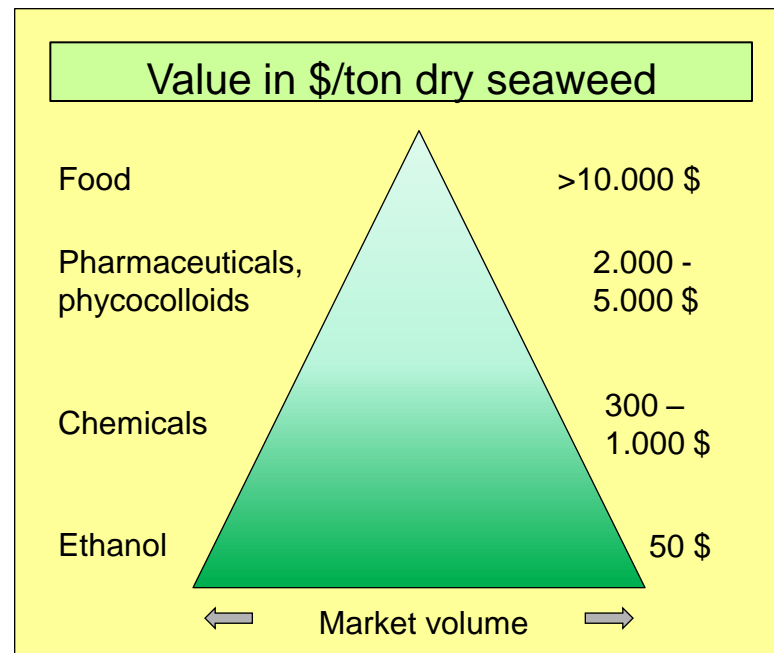 Value in $/ton dry seaweed
Food
>10.000 $
Pharmaceuticals,
phycocolloids
2.000 -
5.000 $
Chemicals
300 –
1.000 $
Ethanol
50 $
Market volume